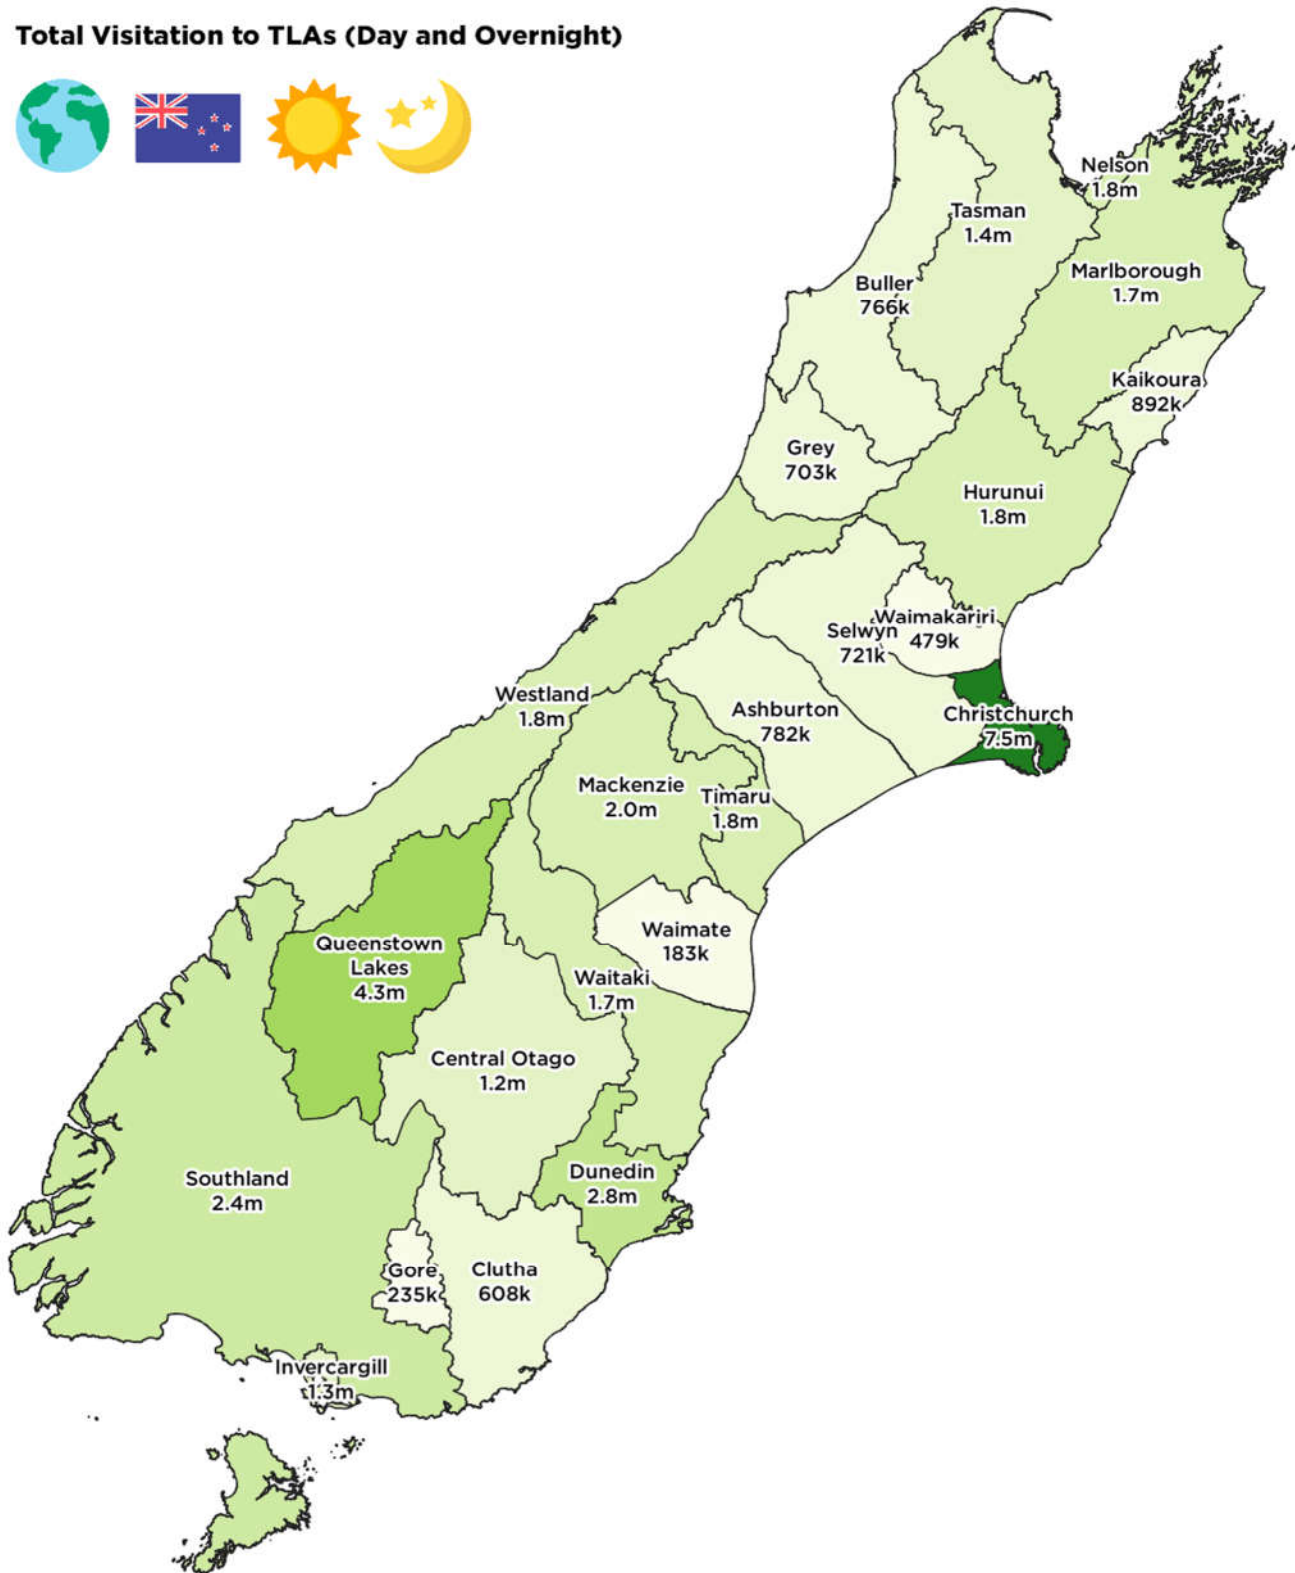 Total Visitation to TLAs (Day and Overnight)
Nelson
1.8m
Tasman
1.4m
Marlborough
1.7m
Buller
766k
Kaikoura
892k
Grey
703k
Hurunui
1.8m
Waimakariri
479k
Selwyn
721k
Westland
1.8m
Ashburton
782k
Christchurch
7.5m
Mackenzie
2.0m
Timaru
1.8m
Waimate
183k
Queenstown
Lakes
4.3m
Waitaki
1.7m
Central Otago
1.2m
Southland
2.4m
Dunedin
2.8m
Gore
235k
Clutha
608k
Invercargill
1.3m